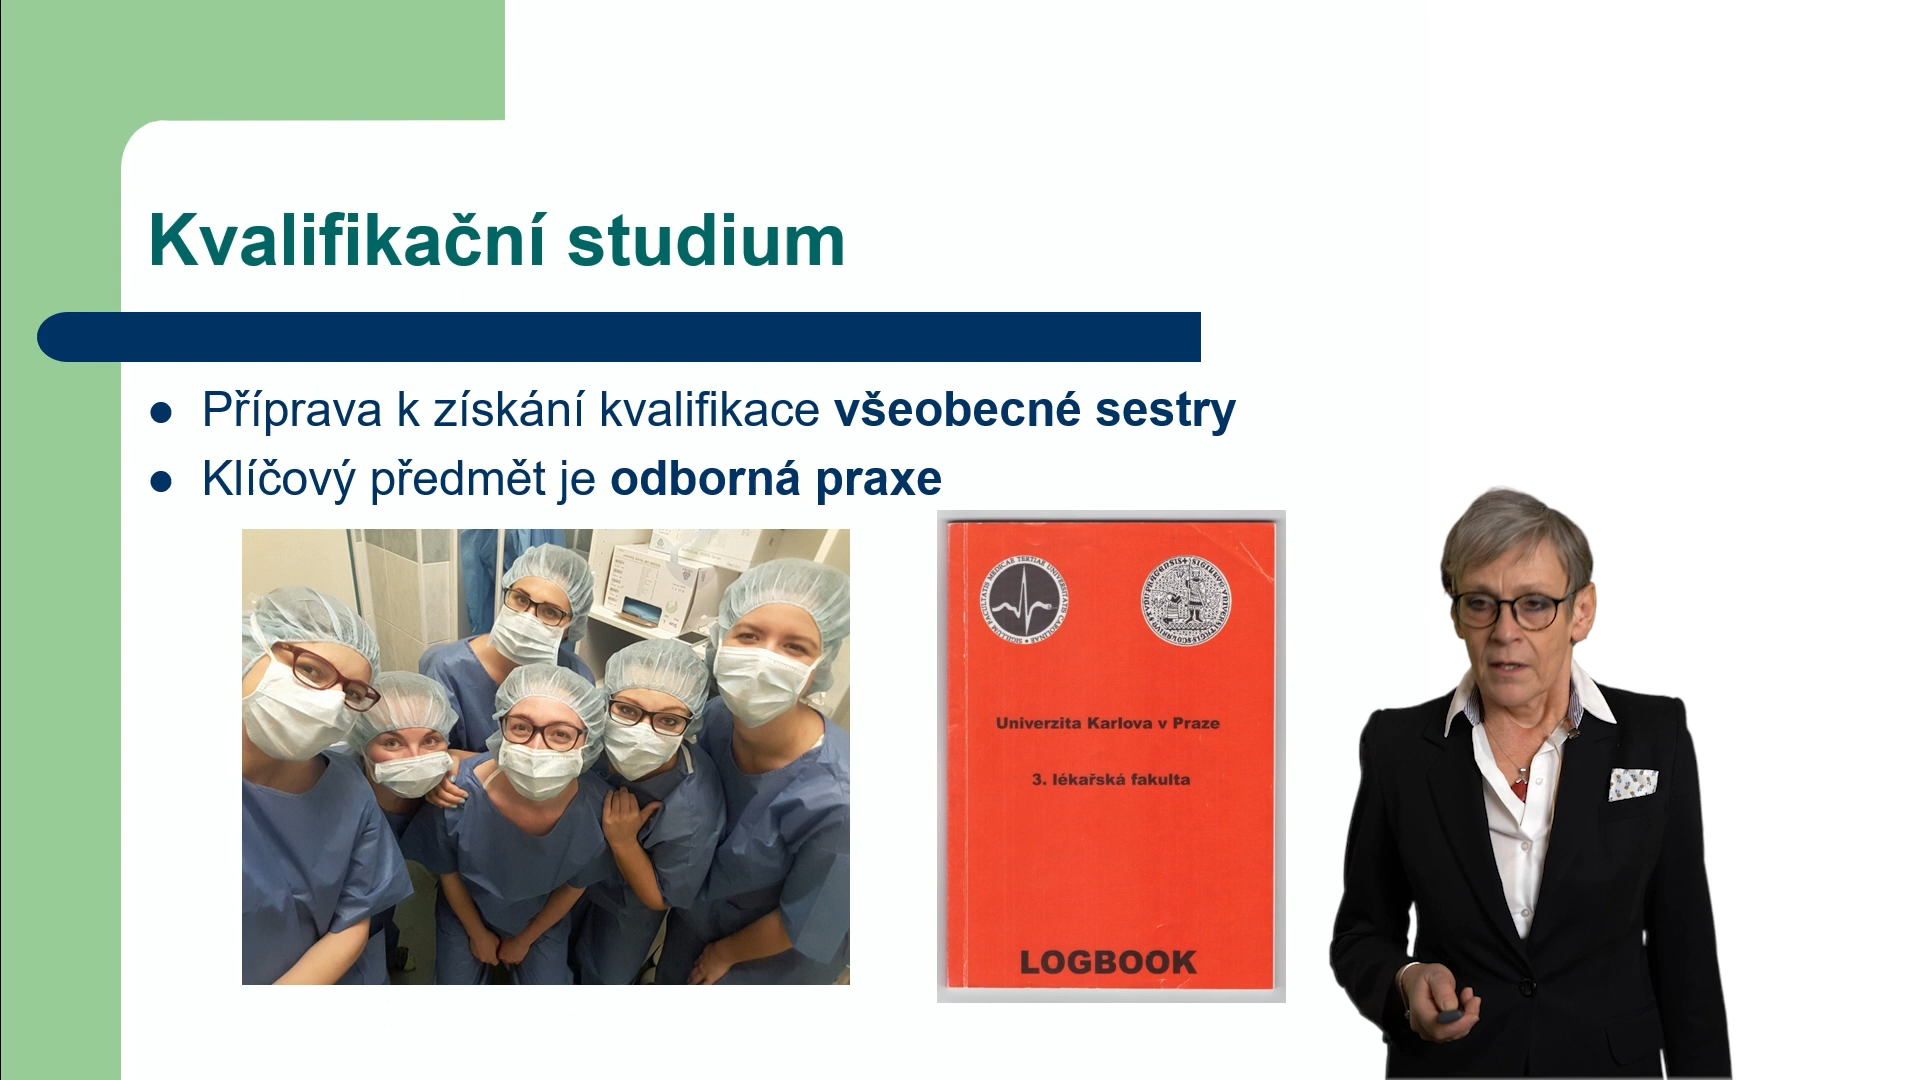 Kvalifikační studium
Příprava k získání kvalifikace všeobecné sestry
Klíčový předmět je odborná praxe
Univerzita Karlova v Praze
3. lékařská fakulta
LOGBOOK